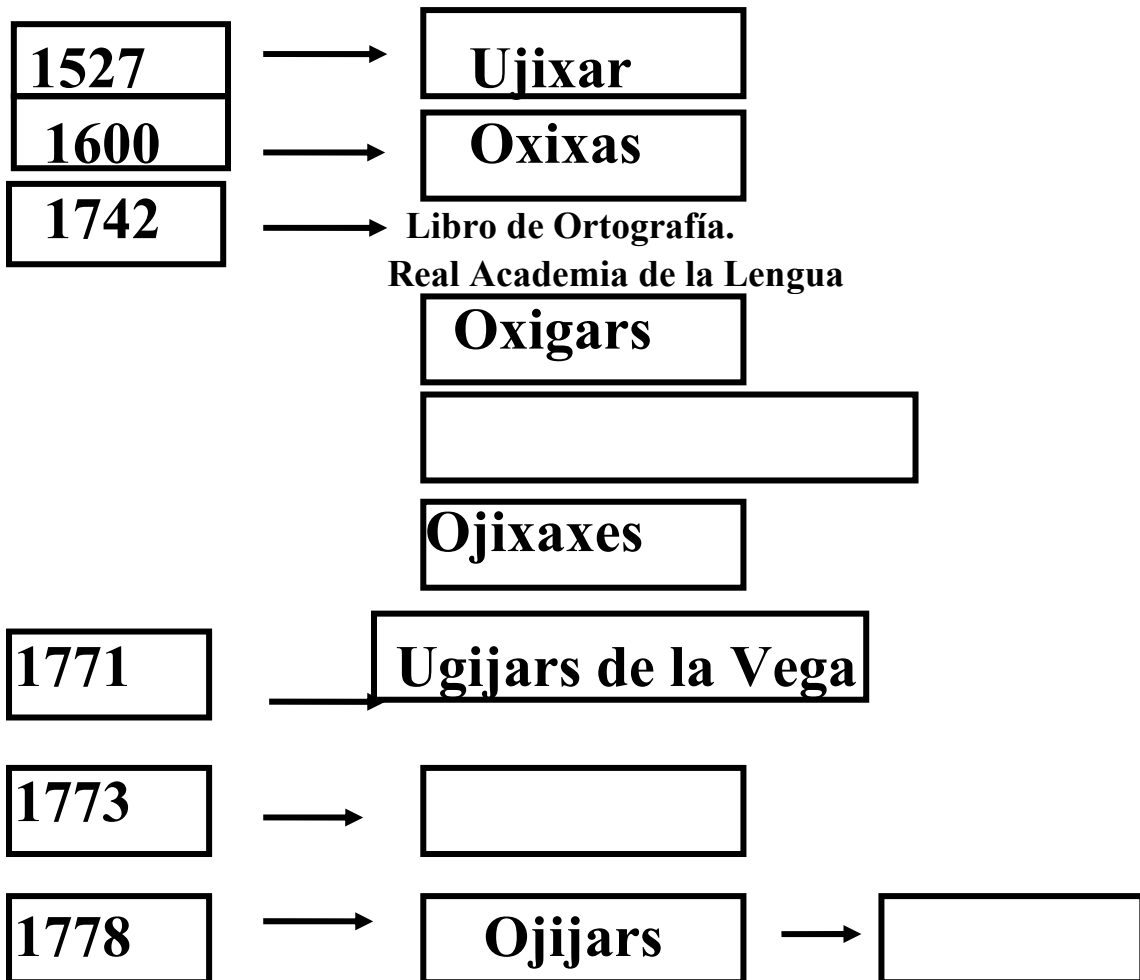 1527
Ujixar
1600
Oxixas
1742
Libro de Ortografía.
Real Academia de la Lengua
Oxigars
Ojixaxes
1771
Ugijars de la Vega
1773
1778
Ojijars